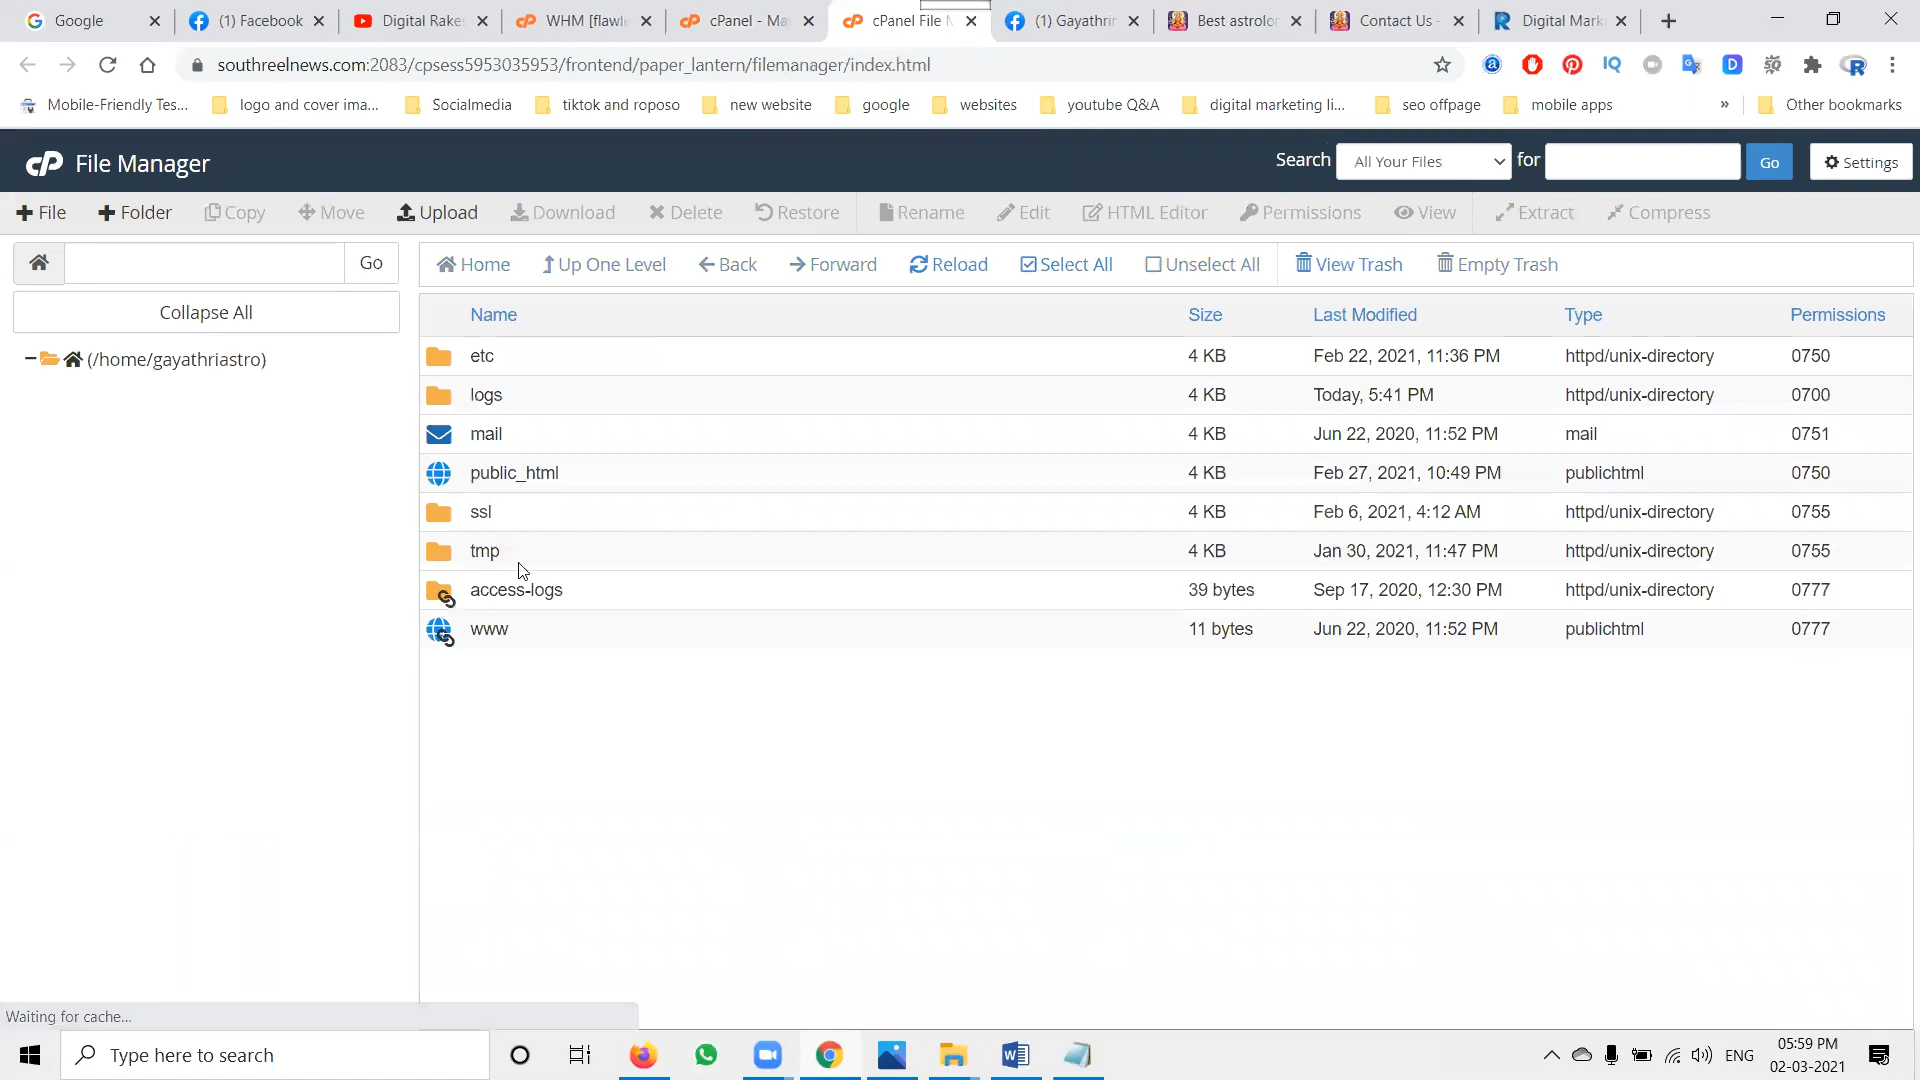 Google
(1) Facebook
Digital Rake
WHM [flawl
cPanel - Ma
cPanel File M
(1) Gayathrir
Best astrolor
Contact Us -
Digital Mark
southreelnews.com:2083/cpsess5953035953/frontend/paper_lantern/filemanager/index.html
Mobile-Friendly Tes...
logo and cover ima...
Socialmedia
tiktok and roposo
new website
google
websites
youtube Q&A
digital marketing li...
seo offpage
mobile apps
»
Other bookmarks
cP File Manager
Search
All Your Files
for
Go
Settings
File
Folder
Copy
Move
Upload
Download
Delete
Restore
Rename
Edit
HTML Editor
Permissions
View
Extract
Compress
Go
Home
Up One Level
Back
Forward
Reload
Select All
Unselect All
View Trash
Empty Trash
Collapse All
(/home/gayathriastro)
Name Size Last Modified Type Permissions
etc 4 KB Feb 22, 2021, 11:36 PM httpd/unix-directory 0750
logs 4 KB Today, 5:41 PM httpd/unix-directory 0700
mail 4 KB Jun 22, 2020, 11:52 PM mail 0751
public_html 4 KB Feb 27, 2021, 10:49 PM publichtml 0750
ssl 4 KB Feb 6, 2021, 4:12 AM httpd/unix-directory 0755
tmp 4 KB Jan 30, 2021, 11:47 PM httpd/unix-directory 0755
access-logs 39 bytes Sep 17, 2020, 12:30 PM httpd/unix-directory 0777
www 11 bytes Jun 22, 2020, 11:52 PM publichtml 0777
Waiting for cache...
Type here to search
ENG
05:59 PM
02-03-2021